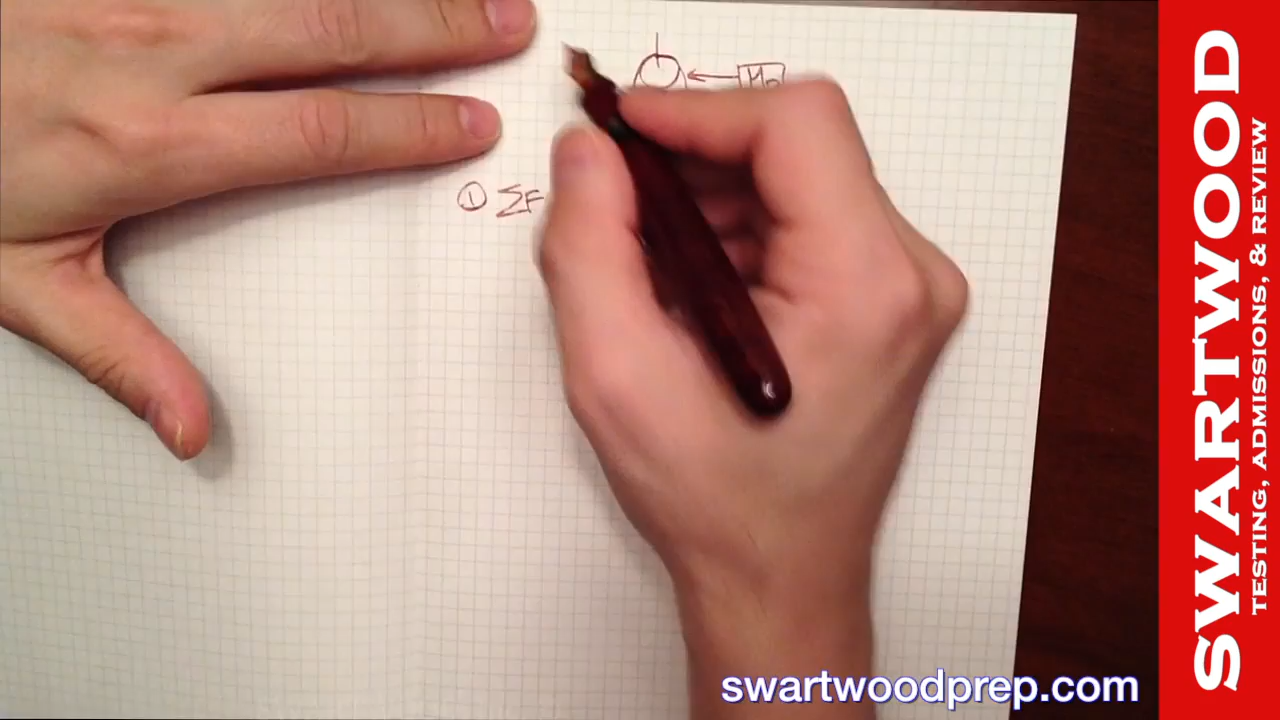 ① ΣF
SWARTWOOD
TESTING, ADMISSIONS, & REVIEW
swartwoodprep.com